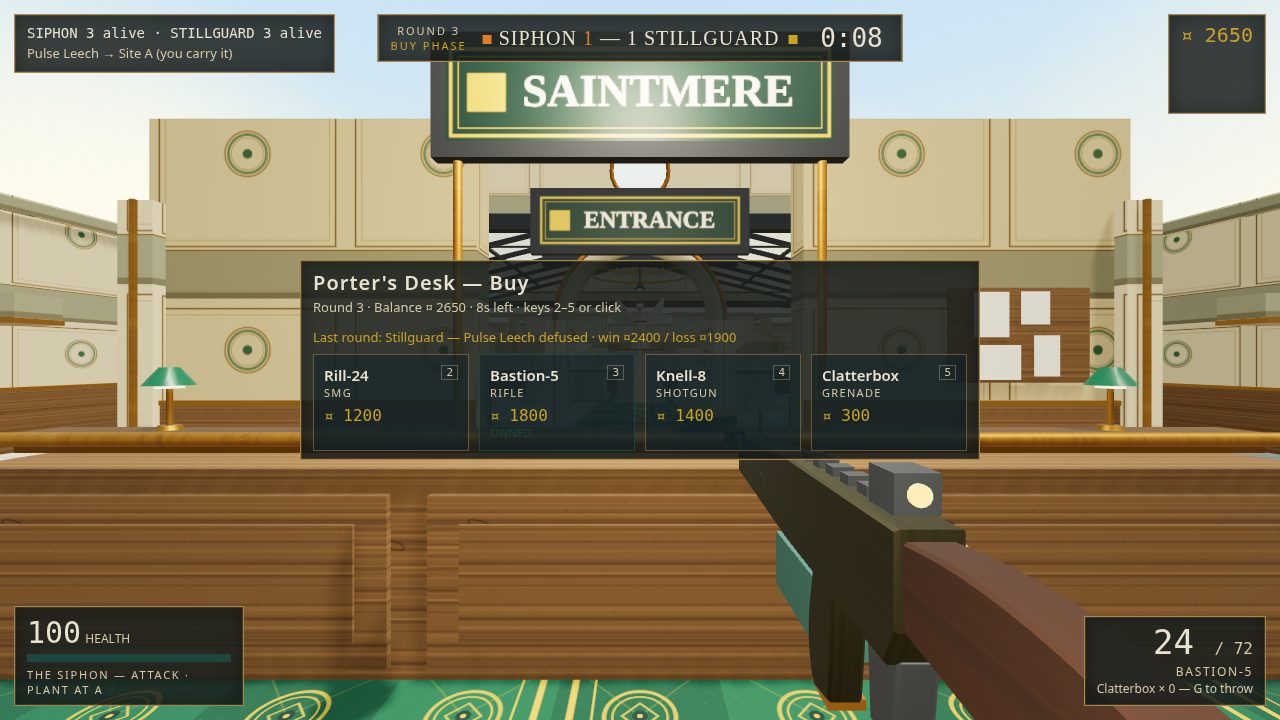 SIPHON 3 alive · STILLGUARD 3 alive
Pulse Leech → Site A (you carry it)
ROUND 3
BUY PHASE
■ SIPHON 1 — 1 STILLGUARD ■
0:08
¤ 2650
SAINTMERE
ENTRANCE
Porter's Desk — Buy
Round 3 · Balance ¤ 2650 · 8s left · keys 2–5 or click
Last round: Stillguard — Pulse Leech defused · win ¤2400 / loss ¤1900
Rill-24 2
SMG
¤ 1200
Bastion-5 3
RIFLE
¤ 1800
OWNED
Knell-8 4
SHOTGUN
¤ 1400
Clatterbox 5
GRENADE
¤ 300
100 HEALTH
THE SIPHON — ATTACK ·
PLANT AT A
24 / 72
BASTION-5
Clatterbox × 0 — G to throw